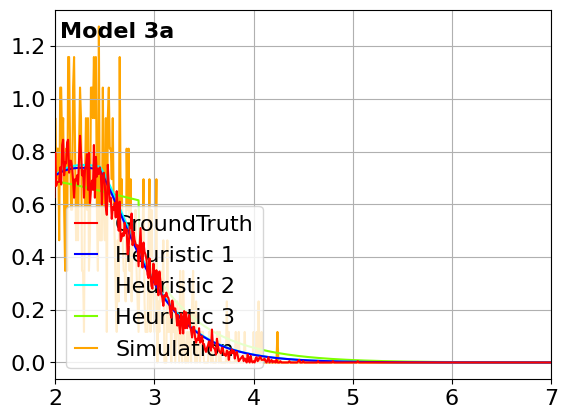 Model 3a
1.2
1.0
0.8
0.6
0.4
0.2
0.0
GroundTruth
Heuristic 1
Heuristic 2
Heuristic 3
Simulation
2 3 4 5 6 7